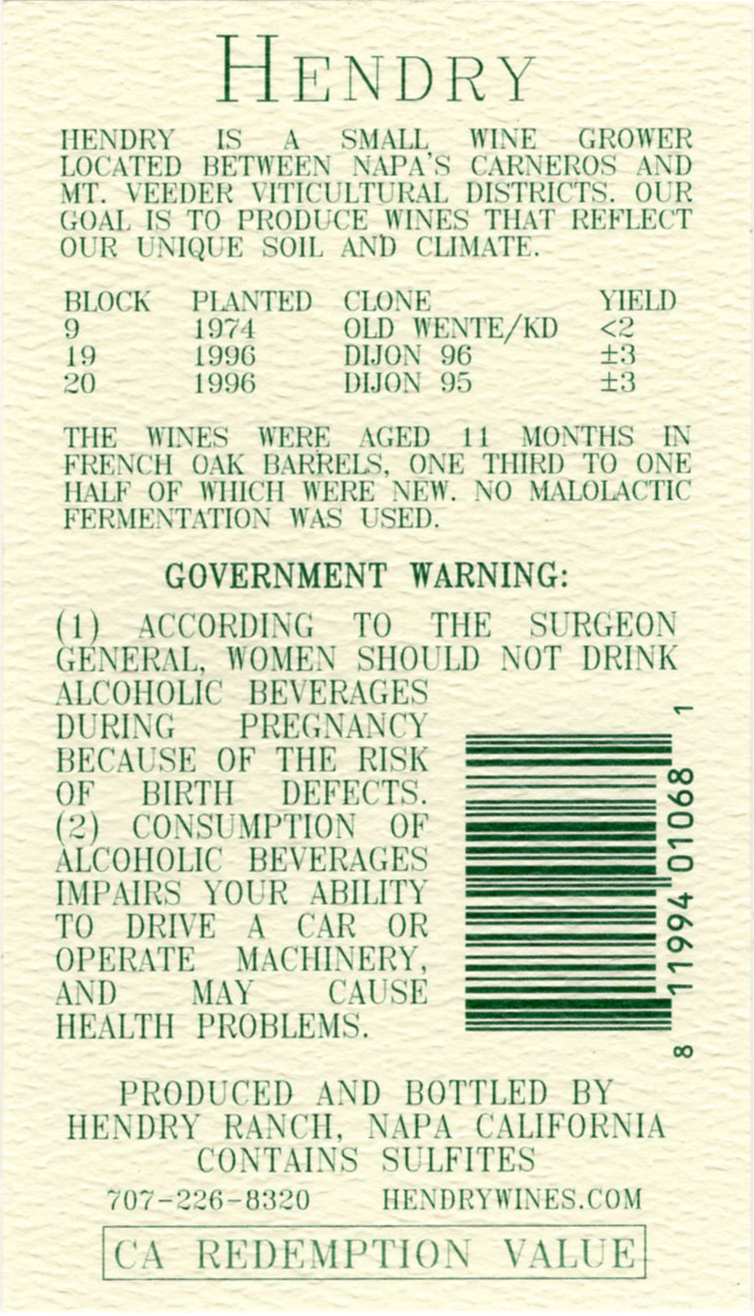 HENDRY
HENDRY IS A SMALL WINE GROWER
LOCATED BETWEEN NAPA'S CARNEROS AND
MT. VEEDER VITICULTURAL DISTRICTS. OUR
GOAL IS TO PRODUCE WINES THAT REFLECT
OUR UNIQUE SOIL AND CLIMATE.
BLOCK PLANTED CLONE YIELD
9 1974 OLD WENTE/KD <2
19 1996 DIJON 96 ±3
20 1996 DIJON 95 ±3
THE WINES WERE AGED 11 MONTHS IN
FRENCH OAK BARRELS, ONE THIRD TO ONE
HALF OF WHICH WERE NEW. NO MALOLACTIC
FERMENTATION WAS USED.
GOVERNMENT WARNING:
(1) ACCORDING TO THE SURGEON
GENERAL, WOMEN SHOULD NOT DRINK
ALCOHOLIC BEVERAGES
DURING PREGNANCY
BECAUSE OF THE RISK
OF BIRTH DEFECTS.
(2) CONSUMPTION OF
ALCOHOLIC BEVERAGES
IMPAIRS YOUR ABILITY
TO DRIVE A CAR OR
OPERATE MACHINERY,
AND MAY CAUSE
HEALTH PROBLEMS.
8 11994 01068 1
PRODUCED AND BOTTLED BY
HENDRY RANCH, NAPA CALIFORNIA
CONTAINS SULFITES
707-226-8320 HENDRYWINES.COM
CA REDEMPTION VALUE